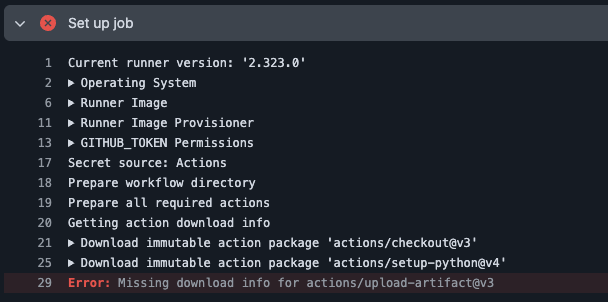 Set up job
1 Current runner version: '2.323.0'
2 ▶ Operating System
6 ▶ Runner Image
11 ▶ Runner Image Provisioner
13 ▶ GITHUB_TOKEN Permissions
17 Secret source: Actions
18 Prepare workflow directory
19 Prepare all required actions
20 Getting action download info
21 ▶ Download immutable action package 'actions/checkout@v3'
25 ▶ Download immutable action package 'actions/setup-python@v4'
29 Error: Missing download info for actions/upload-artifact@v3